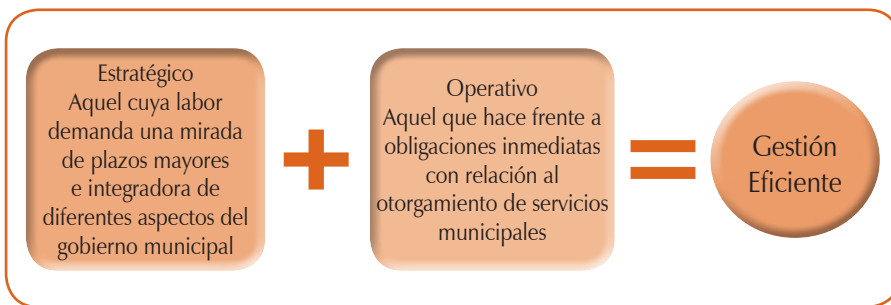 Estratégico
Aquel cuya labor
demanda una mirada
de plazos mayores
e integradora de
diferentes aspectos del
gobierno municipal
+
Operativo
Aquel que hace frente a
obligaciones inmediatas
con relación al
otorgamiento de servicios
municipales
=
Gestión
Eficiente